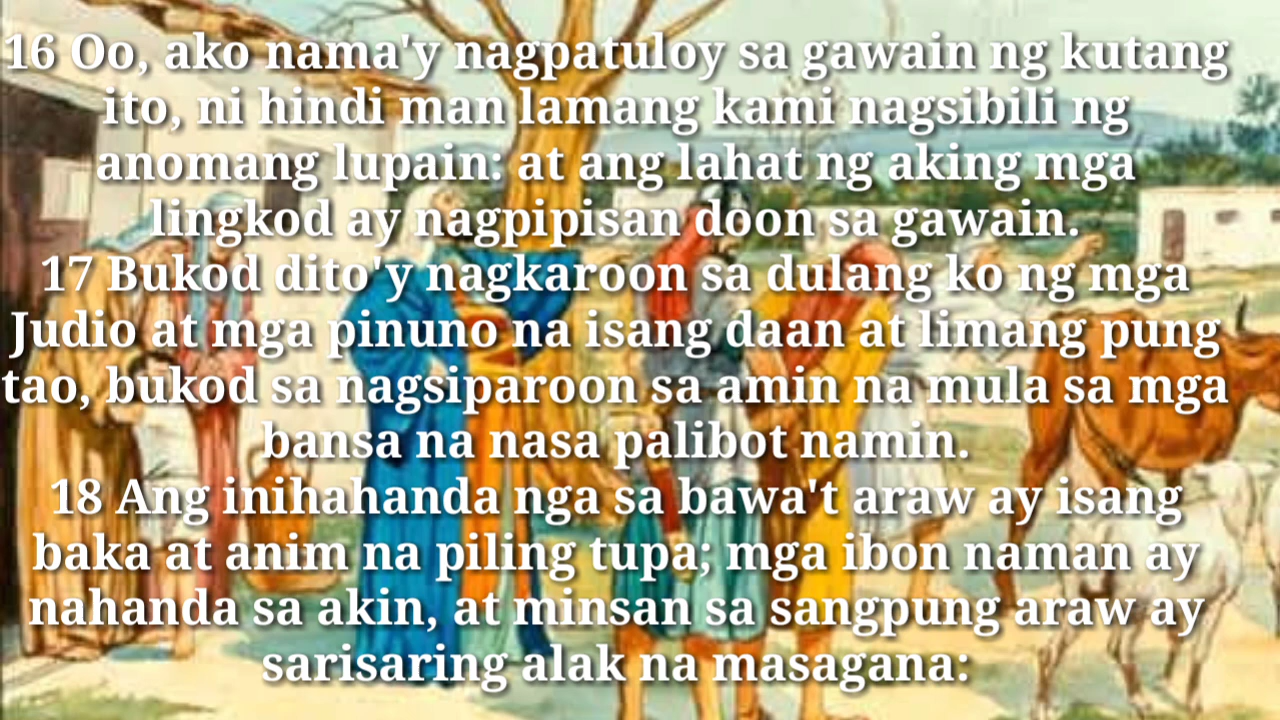 16 Oo, ako nama'y nagpatuloy sa gawain ng kutang
ito, ni hindi man lamang kami nagsibili ng
anomang lupain: at ang lahat ng aking mga
lingkod ay nagpipisan doon sa gawain.
17 Bukod dito'y nagkaroon sa dulang ko ng mga
Judio at mga pinuno na isang daan at limang pung
tao, bukod sa nagsiparoon sa amin na mula sa mga
bansa na nasa palibot namin.
18 Ang inihahanda nga sa bawa't araw ay isang
baka at anim na piling tupa; mga ibon naman ay
nahanda sa akin, at minsan sa sangpung araw ay
sarisaring alak na masagana: